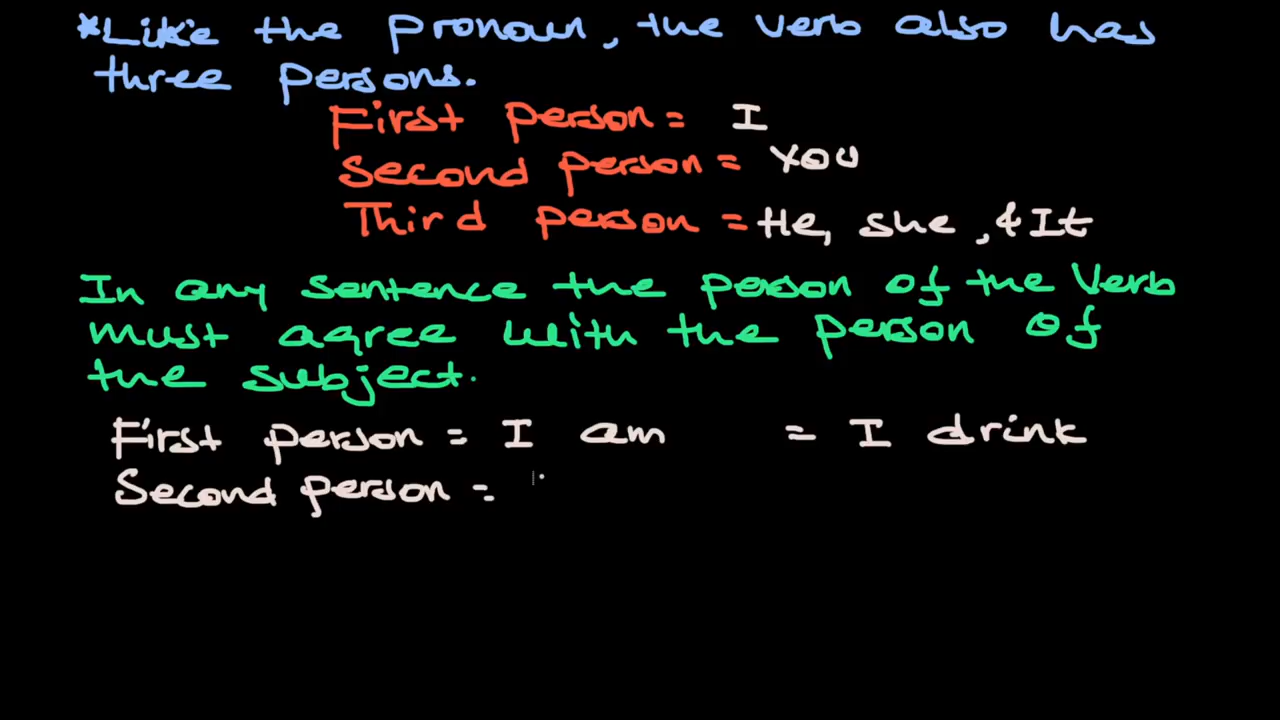 *Like the pronoun, the verb also has
three persons.
First person = I
Second person = YOU
Third person = He, she, & It
In any sentence the person of the Verb
must agree with the person of
the subject.
First person = I am = I drink
Second person =